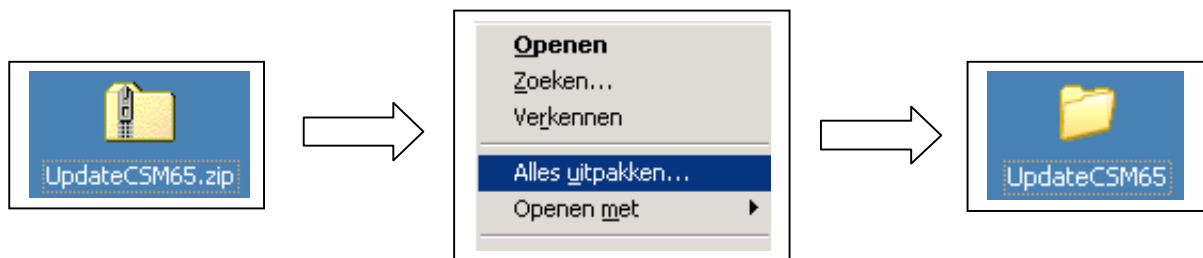 UpdateCSM65.zip
Openen
Zoeken...
Verkennen
Alles uitpakken...
Openen met
UpdateCSM65